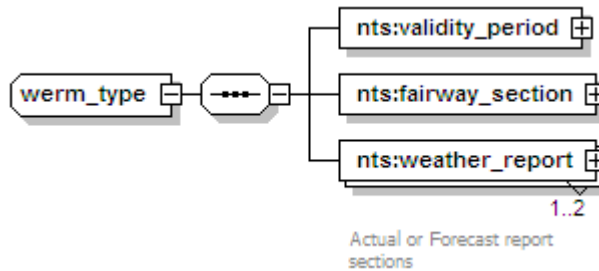 nts:validity_period
werm_type
nts:fairway_section
nts:weather_report
1..2
Actual or Forecast report
sections